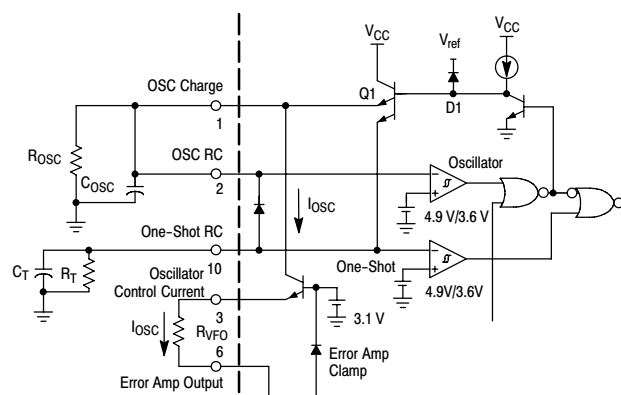 VCC
VCC
Vref
OSC Charge
1
Q1
D1
ROSC
COSC
OSC RC
2
Oscillator
4.9 V/3.6 V
IOSC
One-Shot RC
10
CT
RT
Oscillator
Control Current
3
One-Shot
4.9V/3.6V
3.1 V
IOSC
RVFO
6
Error Amp Output
Error Amp
Clamp